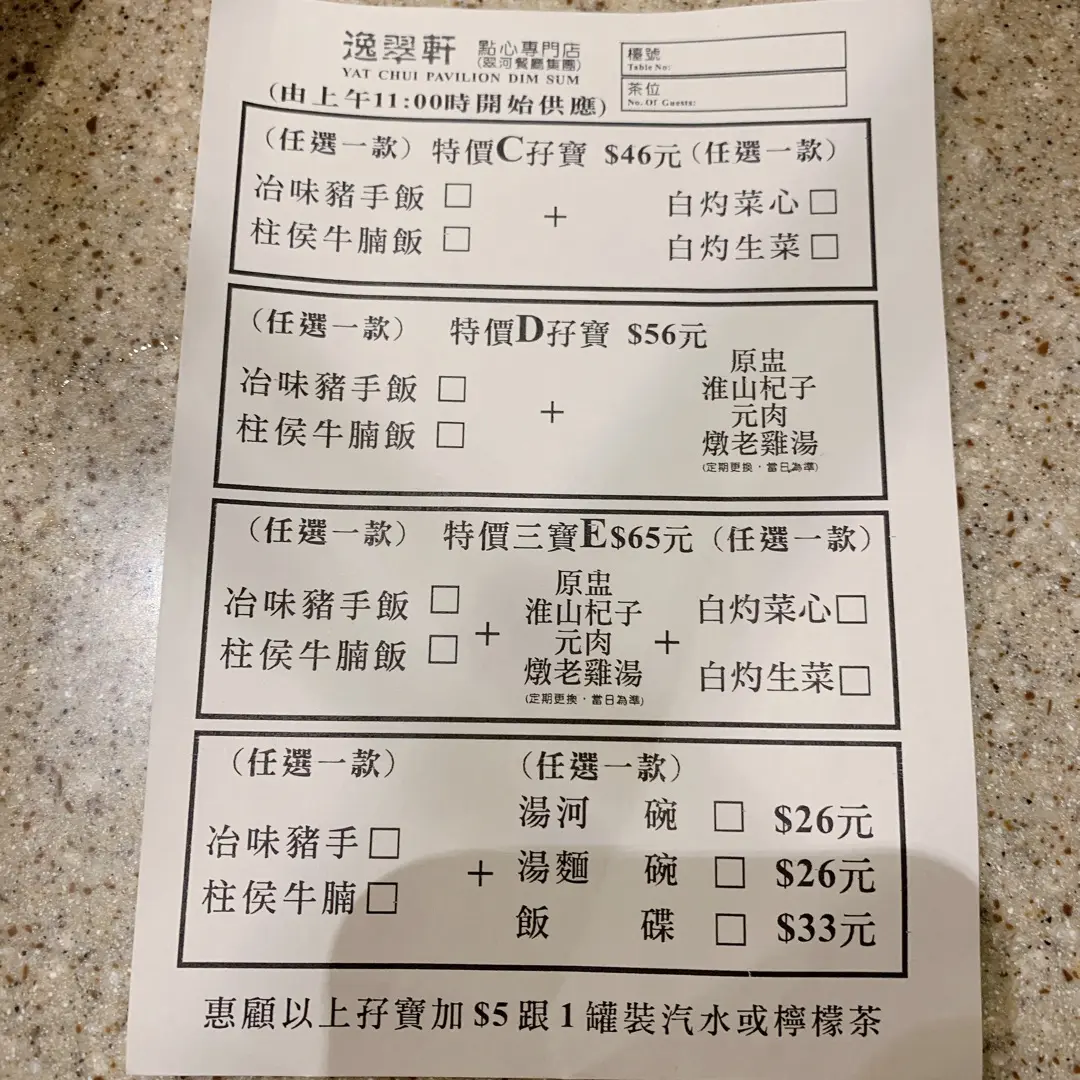 逸翠軒 點心專門店
(翠河餐廳集團)
YAT CHUI PAVILION DIM SUM
(由上午11:00時開始供應)
檯號
Table No:
茶位
No. Of Guests:
(任選一款) 特價C孖寶 $46元 (任選一款)
冶味豬手飯 □ + 白灼菜心 □
柱侯牛腩飯 □ 白灼生菜 □
(任選一款) 特價D孖寶 $56元
冶味豬手飯 □
柱侯牛腩飯 □
+
原盅
淮山杞子
元肉
燉老雞湯
(定期更換，當日為準)
(任選一款) 特價三寶E$65元 (任選一款)
冶味豬手飯 □
柱侯牛腩飯 □
+
原盅
淮山杞子
元肉
燉老雞湯
(定期更換，當日為準)
+
白灼菜心 □
白灼生菜 □
(任選一款) (任選一款)
冶味豬手 □
柱侯牛腩 □
+
湯河 碗 □ $26元
湯麵 碗 □ $26元
飯 碟 □ $33元
惠顧以上孖寶加 $5 跟 1 罐裝汽水或檸檬茶